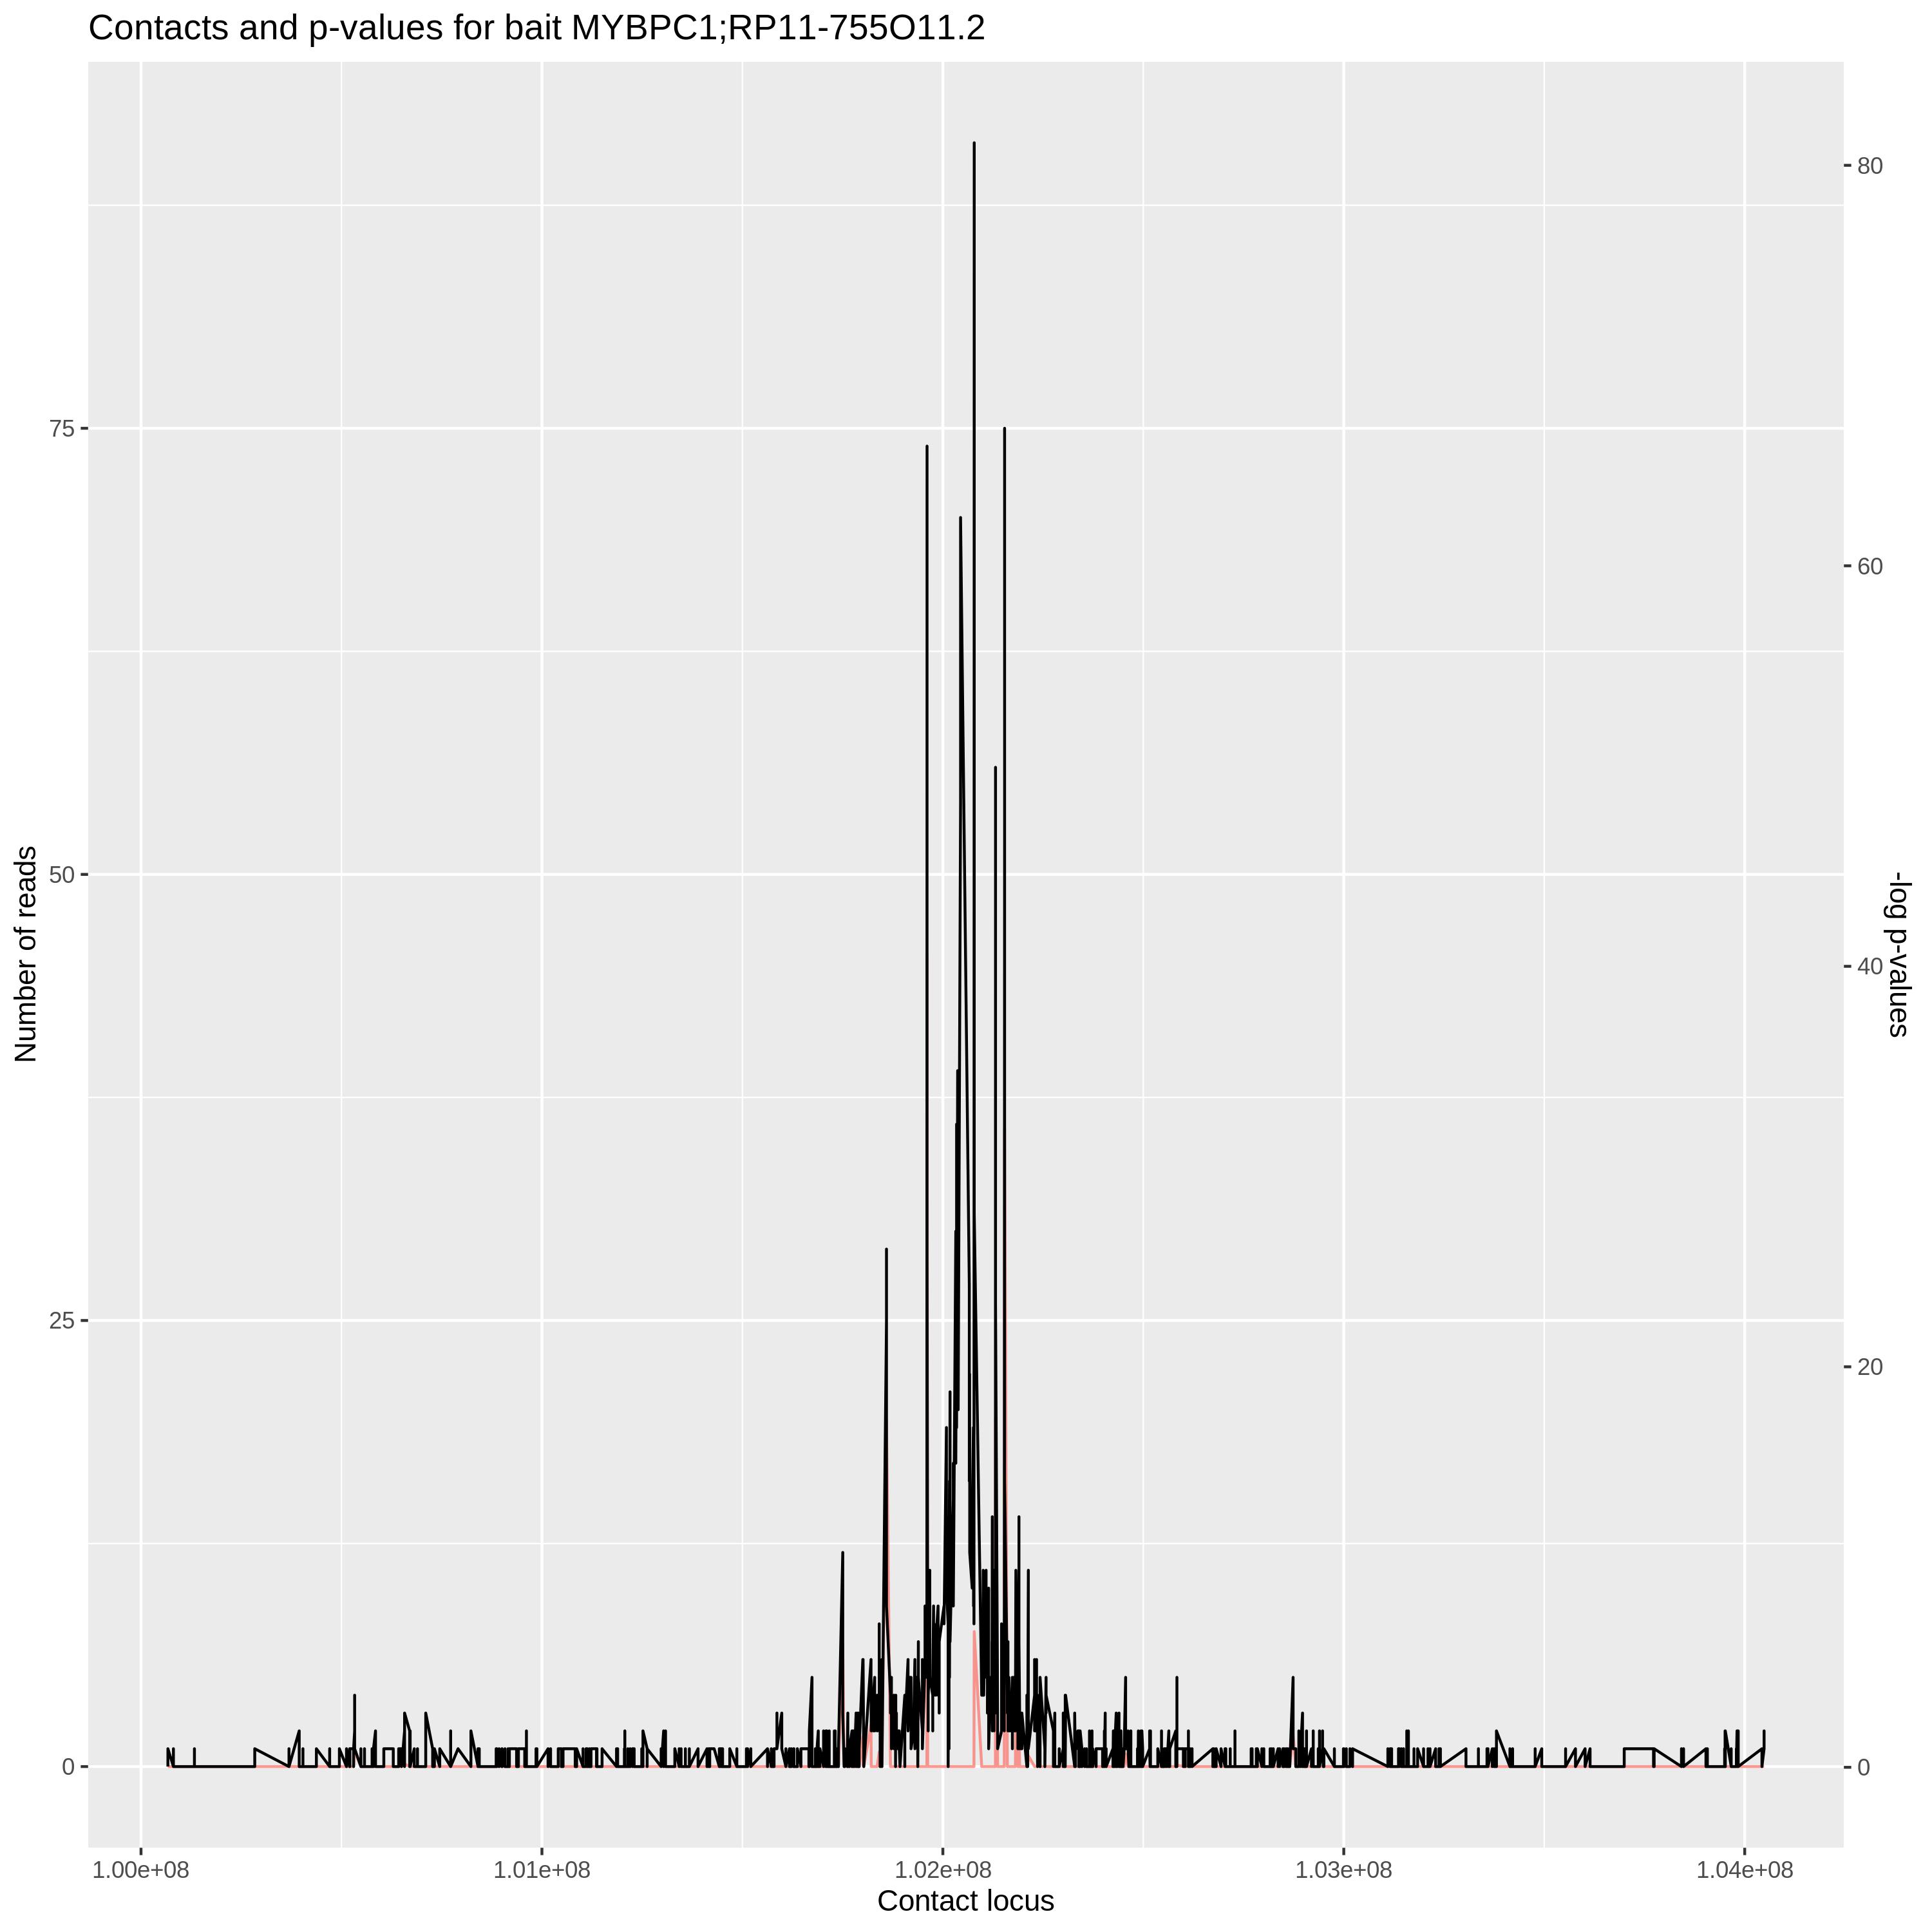 Contacts and p-values for bait MYBPC1;RP11-755O11.2
80
75
60
50
40
25
20
0
0
Number of reads
-log p-values
1.00e+08
1.01e+08
1.02e+08
1.03e+08
1.04e+08
Contact locus